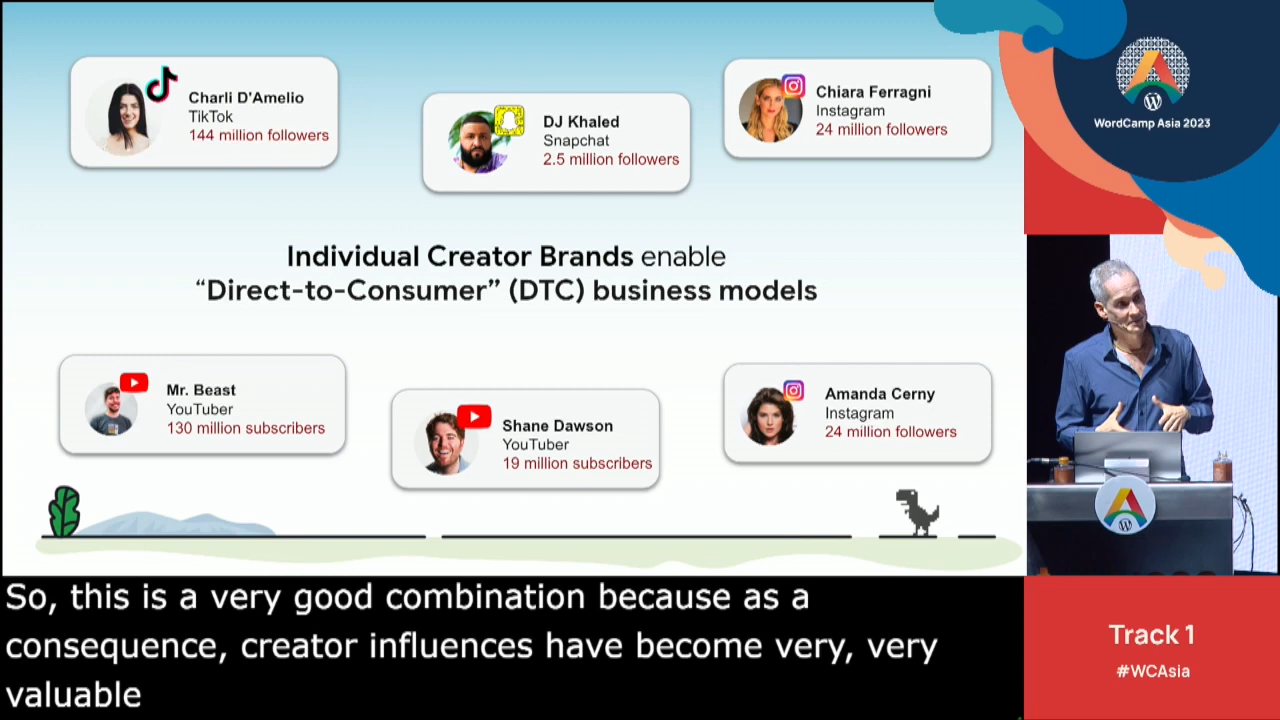 Charli D'Amelio
TikTok
144 million followers
DJ Khaled
Snapchat
2.5 million followers
Chiara Ferragni
Instagram
24 million followers
WordCamp Asia 2023
Individual Creator Brands enable
“Direct-to-Consumer” (DTC) business models
Mr. Beast
YouTuber
130 million subscribers
Shane Dawson
YouTuber
19 million subscribers
Amanda Cerny
Instagram
24 million followers
So, this is a very good combination because as a
consequence, creator influences have become very, very
valuable
Track 1
#WCAsia